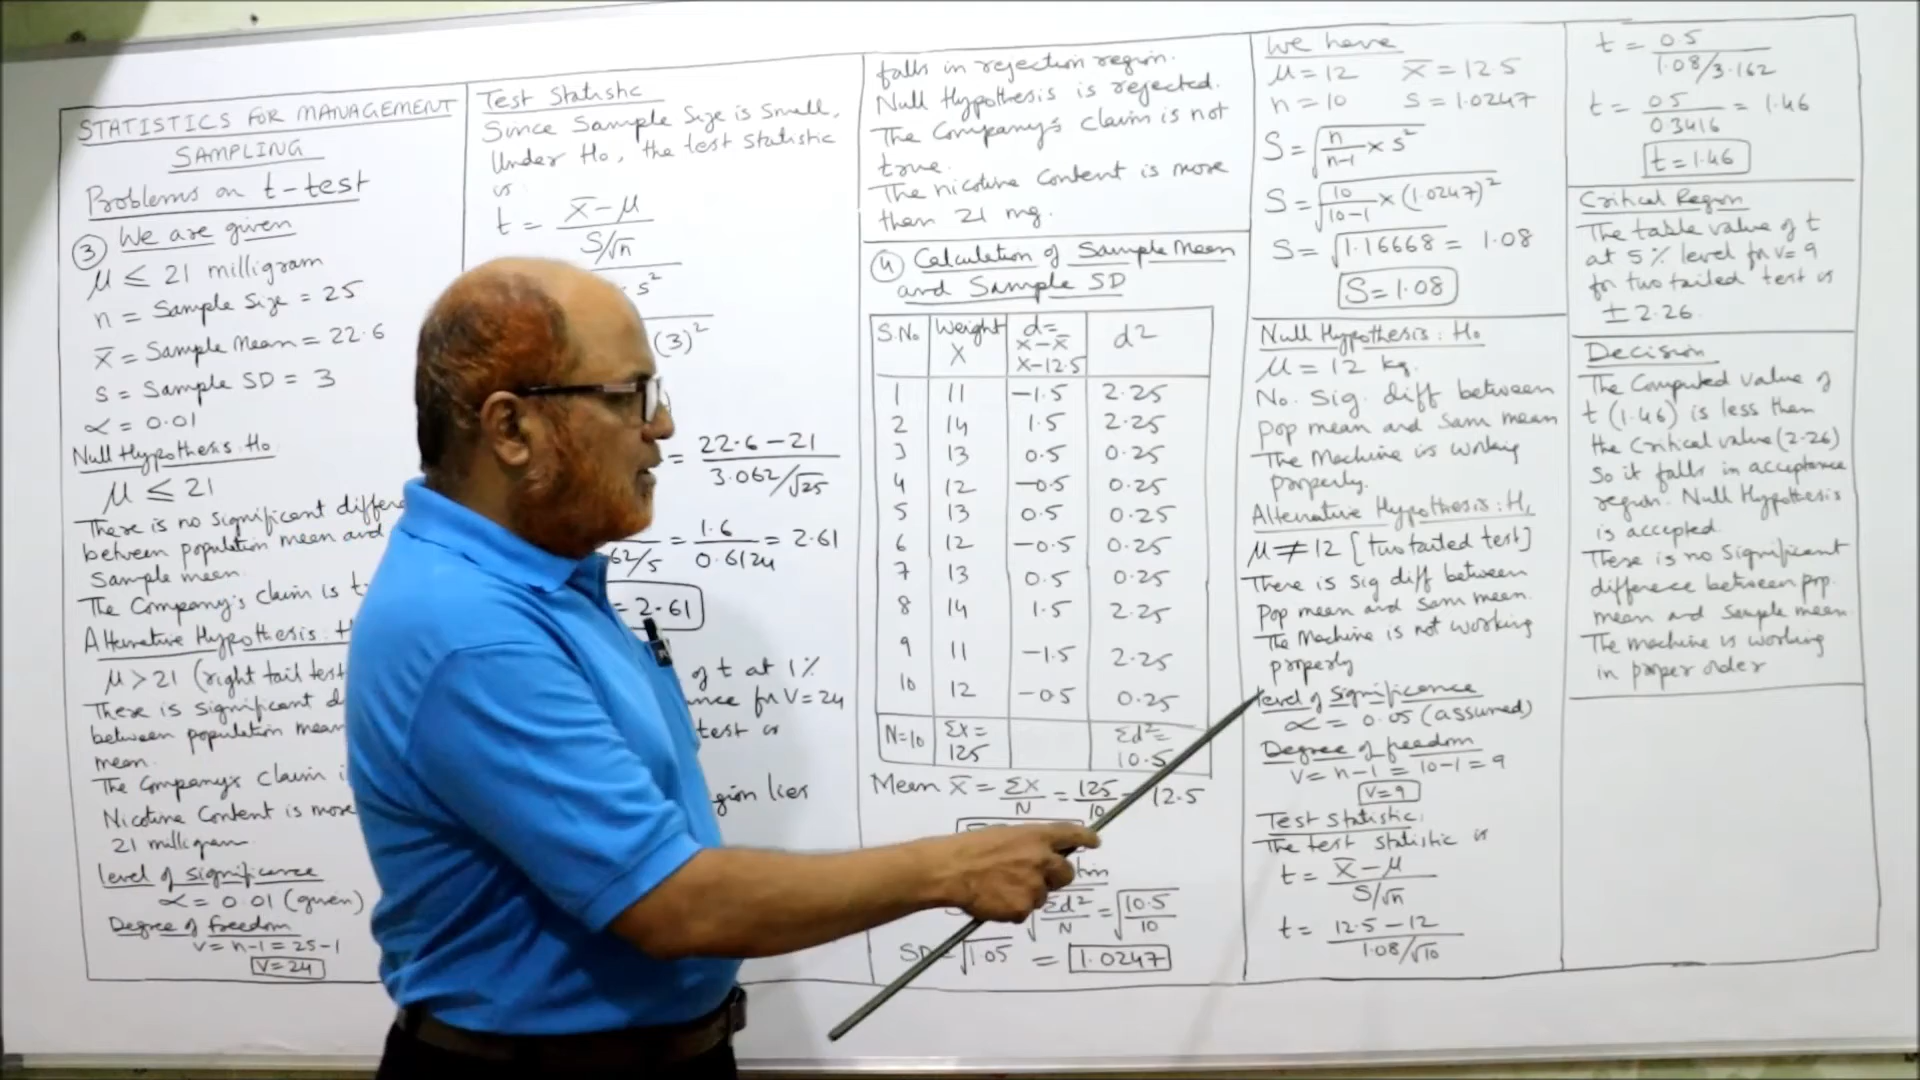 STATISTICS FOR MANAGEMENT
SAMPLING
Problems on t-test
③ We are given
μ ≤ 21 milligram
n = Sample Size = 25
x̄ = Sample Mean = 22.6
s = Sample SD = 3
α = 0.01
Null Hypothesis: H₀
μ ≤ 21
There is no significant
between population mean and
Sample mean.
The Company's claim is
Alternative Hypothesis:
μ > 21 (right tail test
There is significant
between population mean
mean.
The Company's claim
Nicotine Content is more
21 milligram
level of significance
α = 0.01 (given)
Degree of freedom
v = n-1 = 25-1
v = 24
Test Statistic
Since Sample Size is small,
Under H₀, the test statistic
is
t = x̄-μ / S/√n
s²
(3)²
= 22.6-21 / 3.062/√25
62/5 = 1.6 / 0.6124 = 2.61
= 2.61
of t at 1%
for v = 24
test is
lies
falls in rejection region.
Null Hypothesis is rejected.
The Company's claim is not
true.
The nicotine Content is more
than 21 mg.
④ Calculation of Sample Mean
and Sample SD
S.No Weight X d= x-x̄ x-12.5 d2
1 11 -1.5 2.25
2 14 1.5 2.25
3 13 0.5 0.25
4 12 -0.5 0.25
5 13 0.5 0.25
6 12 -0.5 0.25
7 13 0.5 0.25
8 14 1.5 2.25
9 11 -1.5 2.25
10 12 -0.5 0.25
N=10 Σx= 125 Σd²= 10.5
Mean x̄ = Σx/N = 125/10 12.5
√Σd²/N = √10.5/10
SD = √1.05 = 1.0247
We have
μ = 12 x̄ = 12.5
n = 10 s = 1.0247
S = √n/n-1 × s²
S = √10/10-1 × (1.0247)²
S = √1.16668 = 1.08
S = 1.08
Null Hypothesis: H₀
μ = 12 kg.
No. sig. diff between
pop mean and sam mean
The Machine is working
properly.
Alternative Hypothesis: H₁
μ ≠ 12 [two tailed test]
There is sig diff between
pop mean and sam mean.
The Machine is not working
properly
level of significance
α = 0.05 (assumed)
Degree of freedom
v = n-1 = 10-1 = 9
v = 9
Test statistic.
The test statistic is
t = x̄-μ / S/√n
t = 12.5-12 / 1.08/√10
t = 0.5 / 1.08/3.162
t = 0.5 / 0.3416 = 1.46
t = 1.46
Critical Region
The table value of t
at 5% level for v = 9
for two tailed test is
± 2.26.
Decision
The Computed value of
t (1.46) is less than
the Critical value (2.26)
So it falls in acceptance
region. Null Hypothesis
is accepted.
There is no Significant
difference between pop.
mean and Sample mean.
The machine is working
in proper order